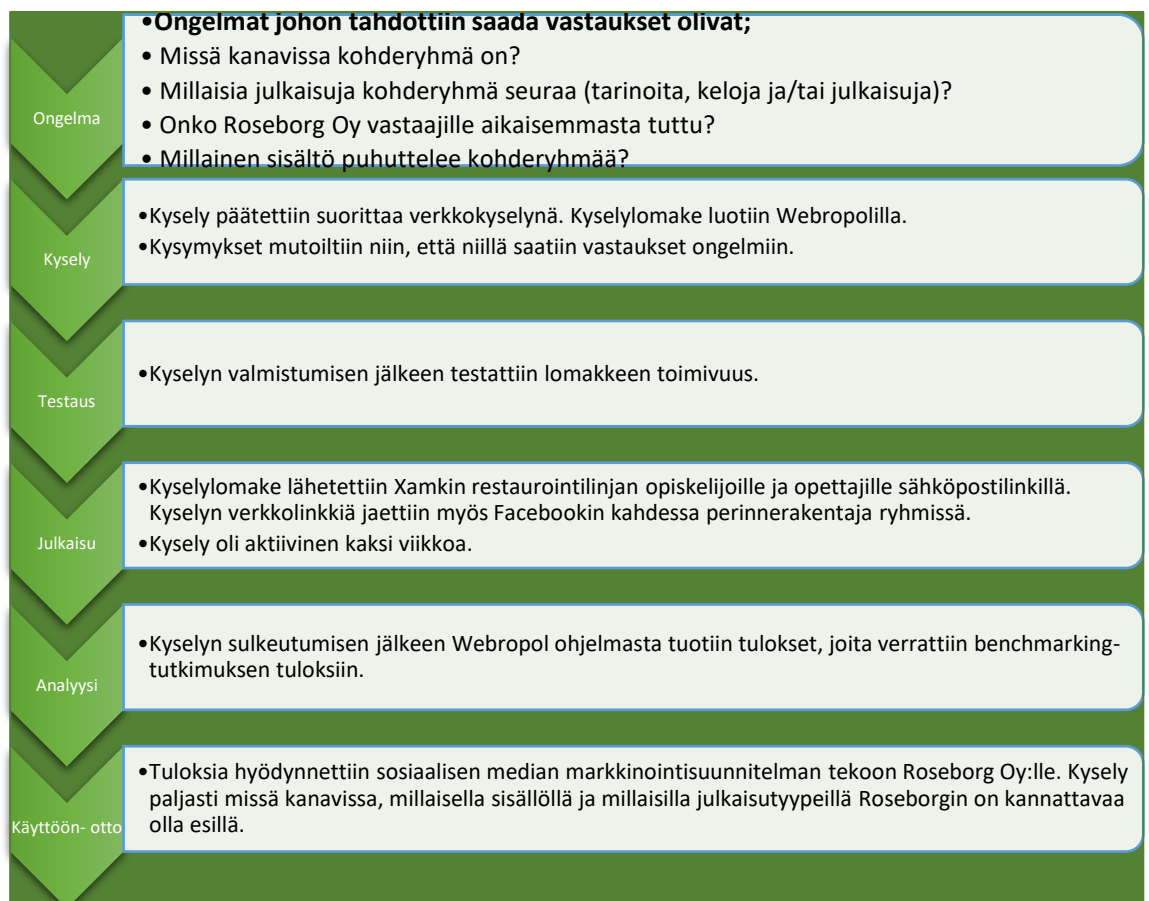 •Ongelmat johon tahdottiin saada vastaukset olivat;
• Missä kanavissa kohderyhmä on?
• Millaisia julkaisuja kohderyhmä seuraa (tarinoita, keloja ja/tai julkaisuja)?
Ongelma
• Onko Roseborg Oy vastaajille aikaisemmasta tuttu?
• Millainen sisältö puhuttelee kohderyhmää?
•Kysely päätettiin suorittaa verkkokyselynä. Kyselylomake luotiin Webropolilla.
•Kysymykset mutoiltiin niin, että niillä saatiin vastaukset ongelmiin.
Kysely
•Kyselyn valmistumisen jälkeen testattiin lomakkeen toimivuus.
Testaus
•Kyselylomake lähetettiin Xamkin restaurointilinjan opiskelijoille ja opettajille sähköpostilinkillä.
Kyselyn verkkolinkkiä jaettiin myös Facebookin kahdessa perinnerakentaja ryhmissä.
•Kysely oli aktiivinen kaksi viikkoa.
Julkaisu
•Kyselyn sulkeutumisen jälkeen Webropol ohjelmasta tuotiin tulokset, joita verrattiin benchmarking-
tutkimuksen tuloksiin.
Analyysi
•Tuloksia hyödynnettiin sosiaalisen median markkinointisuunnitelman tekoon Roseborg Oy:lle. Kysely
paljasti missä kanavissa, millaisella sisällöllä ja millaisilla julkaisutyypeillä Roseborgin on kannattavaa
olla esillä.
Käyttöön- otto